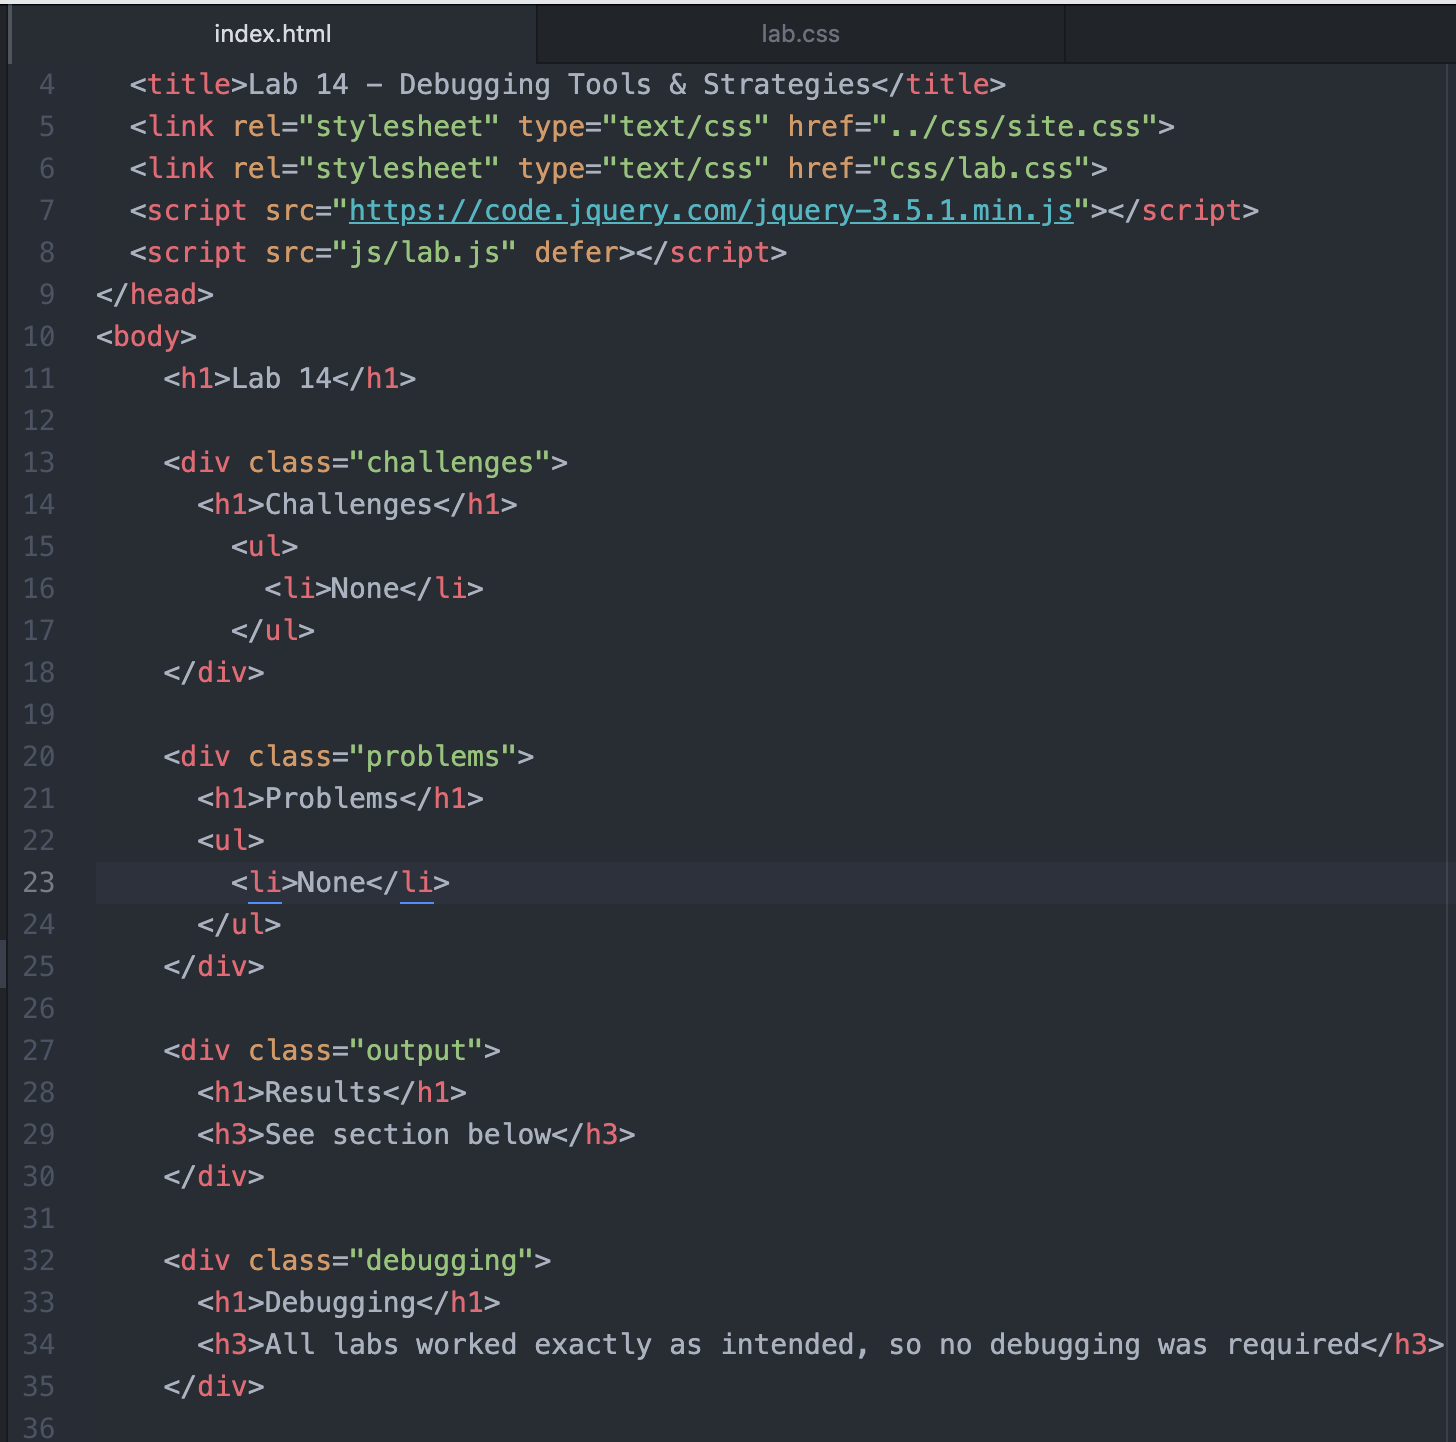 index.html lab.css
4 <title>Lab 14 – Debugging Tools & Strategies</title>
5 <link rel="stylesheet" type="text/css" href="../css/site.css">
6 <link rel="stylesheet" type="text/css" href="css/lab.css">
7 <script src="https://code.jquery.com/jquery-3.5.1.min.js"></script>
8 <script src="js/lab.js" defer></script>
9 </head>
10 <body>
11 <h1>Lab 14</h1>
12
13 <div class="challenges">
14 <h1>Challenges</h1>
15 <ul>
16 <li>None</li>
17 </ul>
18 </div>
19
20 <div class="problems">
21 <h1>Problems</h1>
22 <ul>
23 <li>None</li>
24 </ul>
25 </div>
26
27 <div class="output">
28 <h1>Results</h1>
29 <h3>See section below</h3>
30 </div>
31
32 <div class="debugging">
33 <h1>Debugging</h1>
34 <h3>All labs worked exactly as intended, so no debugging was required</h3>
35 </div>
36